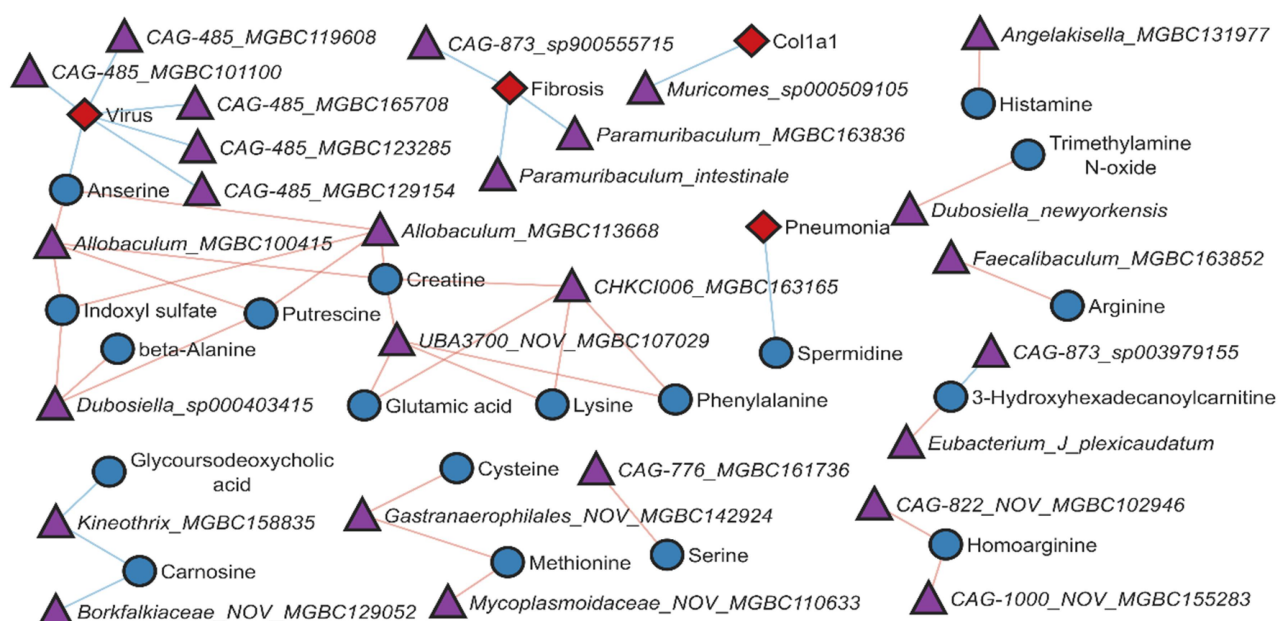 CAG-485_MGBC119608
CAG-485_MGBC101100
Virus
CAG-485_MGBC165708
CAG-485_MGBC123285
CAG-485_MGBC129154
Anserine
Allobaculum_MGBC100415
Indoxyl sulfate
beta-Alanine
Dubosiella_sp000403415
Putrescine
CAG-873_sp900555715
Fibrosis
Paramuribaculum_MGBC163836
Paramuribaculum_intestinale
Col1a1
Muricomes_sp000509105
Allobaculum_MGBC113668
Creatine
CHKCI006_MGBC163165
UBA3700_NOV_MGBC107029
Glutamic acid
Lysine
Phenylalanine
Pneumonia
Spermidine
Angelakisella_MGBC131977
Histamine
Trimethylamine
N-oxide
Dubosiella_newyorkensis
Faecalibaculum_MGBC163852
Arginine
CAG-873_sp003979155
3-Hydroxyhexadecanoylcarnitine
Eubacterium_J_plexicaudatum
Glycoursodeoxycholic
acid
Kineothrix_MGBC158835
Carnosine
Borkfalkiaceae_NOV_MGBC129052
Cysteine
Gastranaerophilales_NOV_MGBC142924
Methionine
Mycoplasmoidaceae_NOV_MGBC110633
CAG-776_MGBC161736
Serine
CAG-822_NOV_MGBC102946
Homoarginine
CAG-1000_NOV_MGBC155283